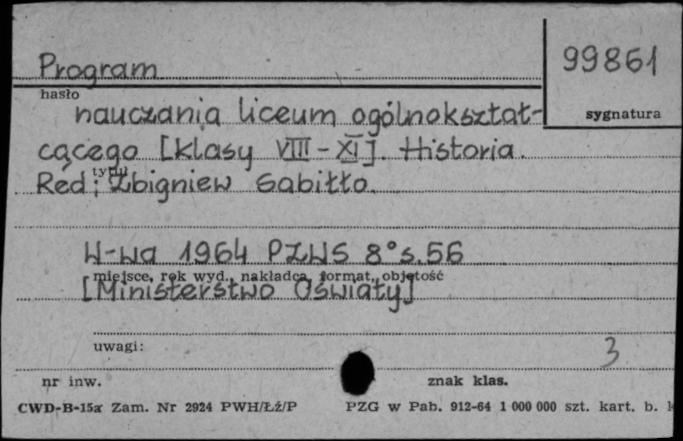 Program
99861
hasło
sygnatura
nauczania liceum ogólnokształ-
cącego [klasy VIII-XI]. Historia.
tytuł
Red.: Zbigniew Gabiłło.
W-wa 1964 PZWS 8° s. 56
miejsce, rok wyd., nakładca, format, objętość
[Ministerstwo Oświaty]
uwagi:
3
nr inw.
znak klas.
CWD-B-15a Zam. Nr 2924 PWH/Łź/P PZG w Pab. 912-64 1 000 000 szt. kart. b. k